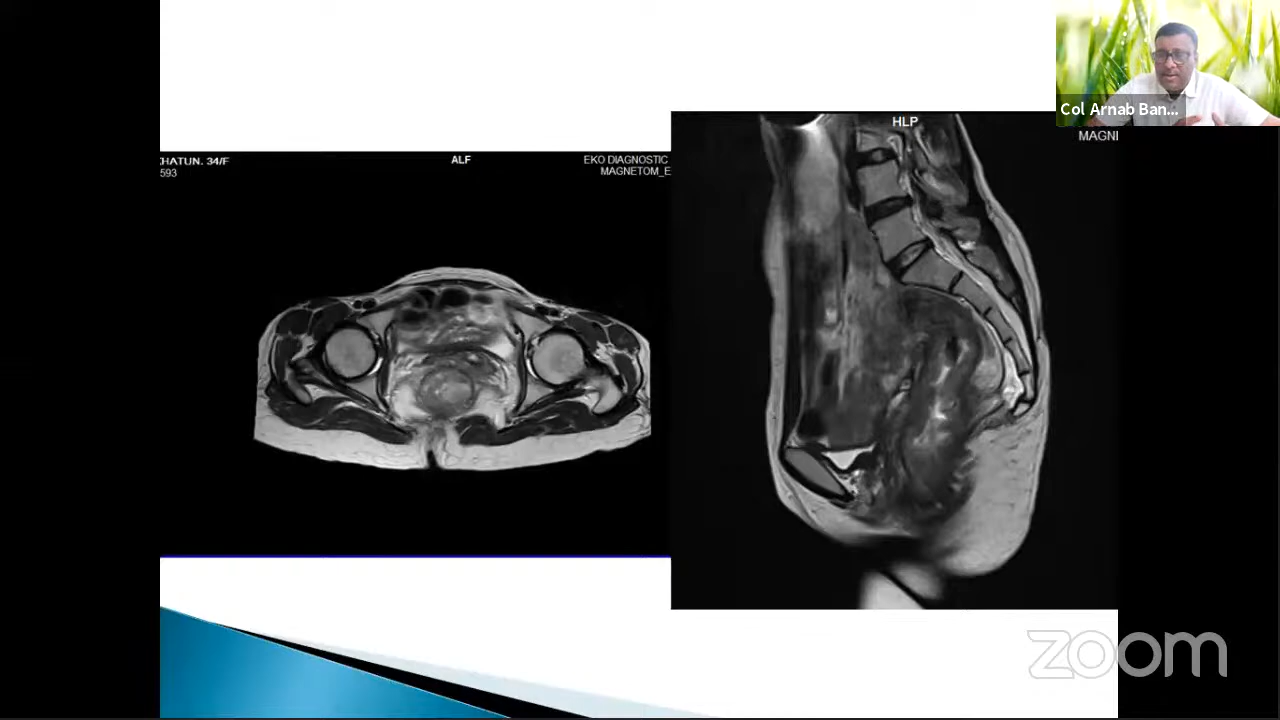 Col Arnab Ban...
HLP
MAGNI
HATUN. 34/F
593
ALF
EKO DIAGNOSTIC
MAGNETOM_E
zoom